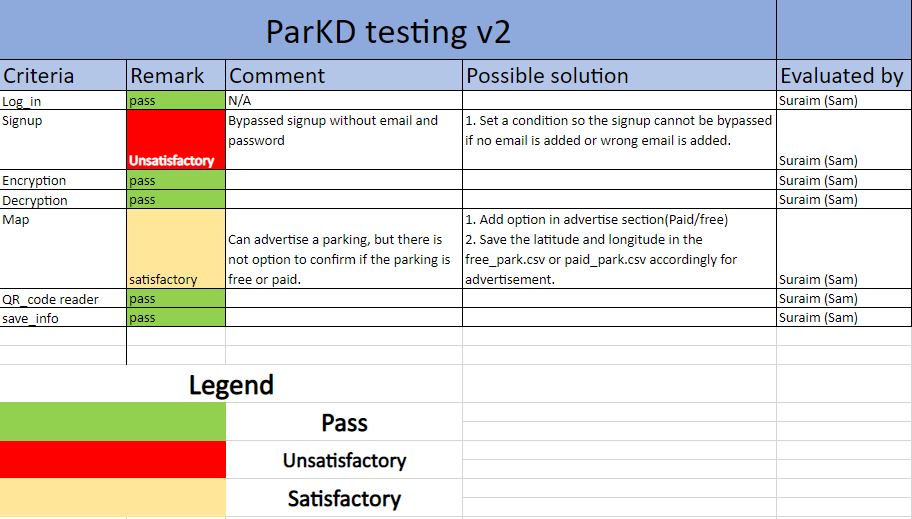 ParKD testing v2
Criteria Remark Comment Possible solution Evaluated by
Log_in pass N/A Suraim (Sam)
Signup Bypassed signup without email and 1. Set a condition so the signup cannot be bypassed
password if no email is added or wrong email is added.
Unsatisfactory Suraim (Sam)
Encryption pass Suraim (Sam)
Decryption pass Suraim (Sam)
Map 1. Add option in advertise section(Paid/free)
Can advertise a parking, but there is 2. Save the latitude and longitude in the
not option to confirm if the parking is free_park.csv or paid_park.csv accordingly for
satisfactory free or paid. advertisement. Suraim (Sam)
QR_code reader pass Suraim (Sam)
save_info pass Suraim (Sam)
Legend
Pass
Unsatisfactory
Satisfactory